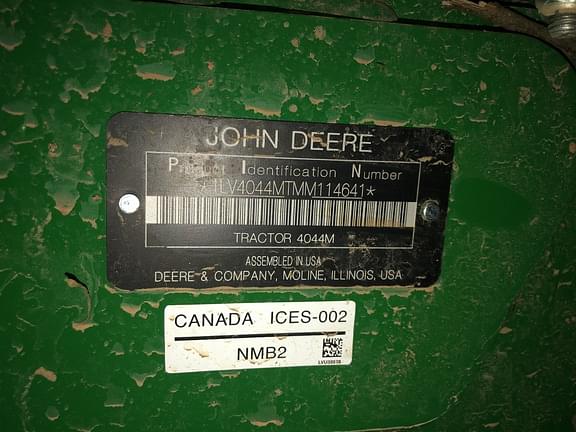 JOHN DEERE
Product Identification Number
*1LV4044MTMM114641*
TRACTOR 4044M
ASSEMBLED IN USA
DEERE & COMPANY, MOLINE, ILLINOIS, USA
CANADA ICES-002
NMB2